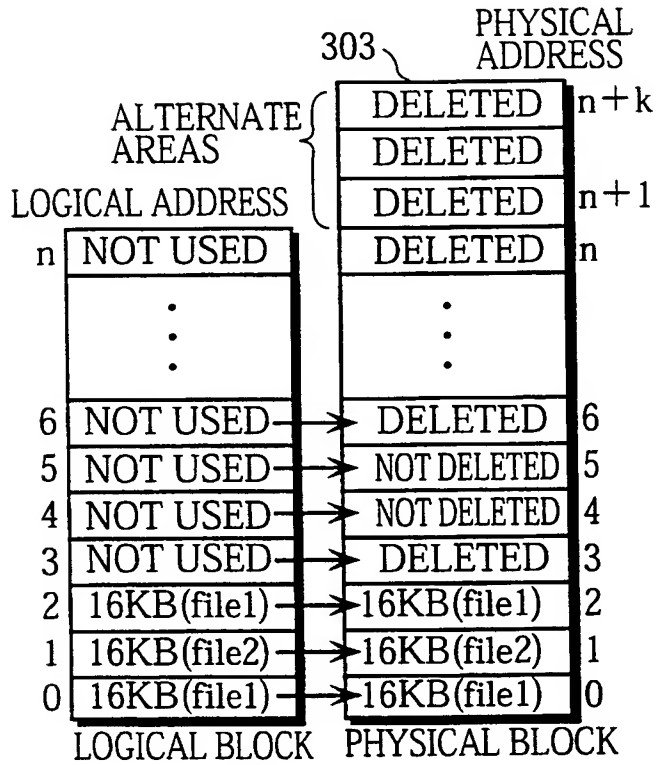 PHYSICAL
ADDRESS
303
ALTERNATE
AREAS
DELETED n+k
DELETED
DELETED n+1
LOGICAL ADDRESS
n NOT USED DELETED n
6 NOT USED DELETED 6
5 NOT USED NOT DELETED 5
4 NOT USED NOT DELETED 4
3 NOT USED DELETED 3
2 16KB(file1) 16KB(file1) 2
1 16KB(file2) 16KB(file2) 1
0 16KB(file1) 16KB(file1) 0
LOGICAL BLOCK PHYSICAL BLOCK